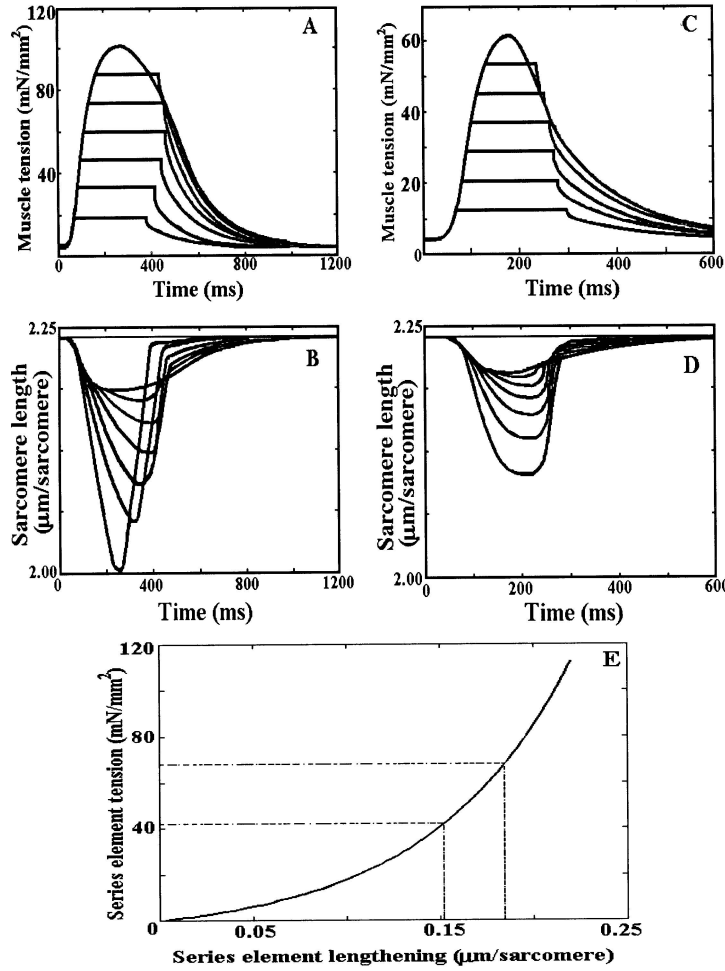 A
Muscle tension (mN/mm²)
120
80
40
0
400
800
1200
Time (ms)
C
Muscle tension (mN/mm²)
60
40
20
0
0
200
400
600
Time (ms)
B
Sarcomere length
(µm/sarcomere)
2.25
2.00
0
400
800
1200
Time (ms)
D
Sarcomere length
(µm/sarcomere)
2.25
2.00
0
200
400
600
Time (ms)
E
Series element tension (mN/mm²)
120
80
40
0
0
0.05
0.15
0.25
Series element lengthening (µm/sarcomere)